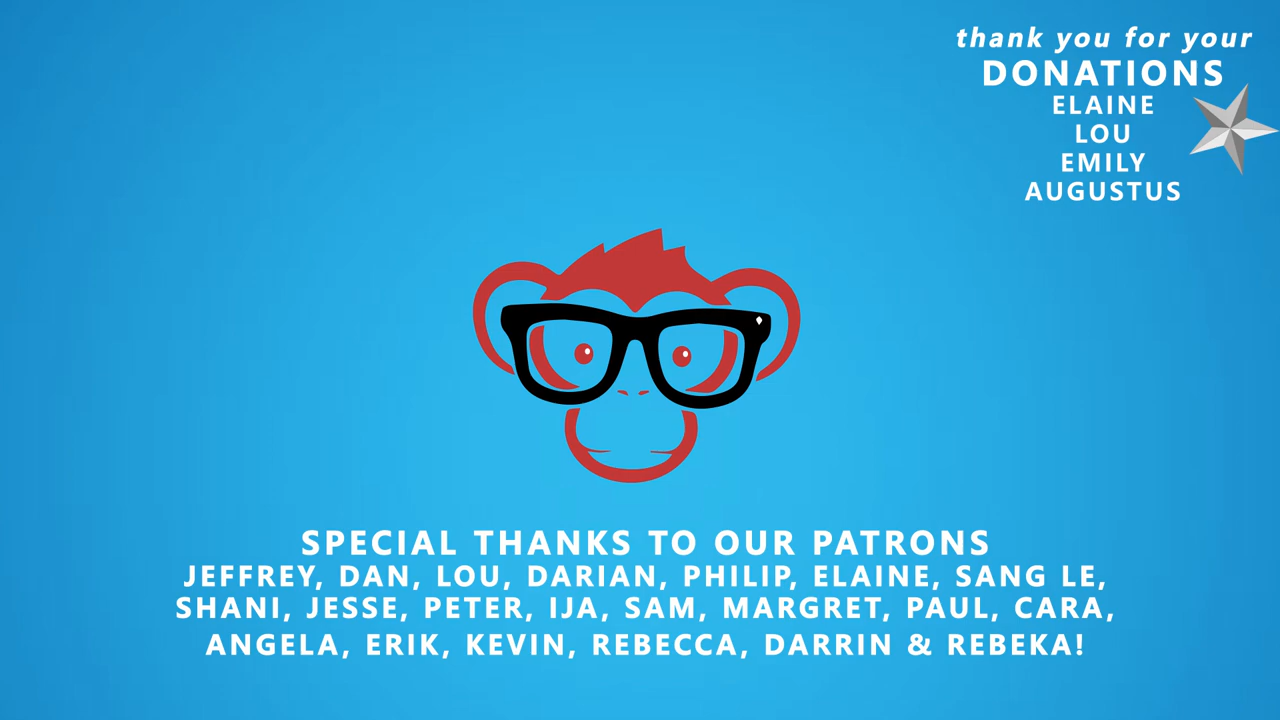 thank you for your
DONATIONS
ELAINE
LOU
EMILY
AUGUSTUS
SPECIAL THANKS TO OUR PATRONS
JEFFREY, DAN, LOU, DARIAN, PHILIP, ELAINE, SANG LE,
SHANI, JESSE, PETER, IJA, SAM, MARGRET, PAUL, CARA,
ANGELA, ERIK, KEVIN, REBECCA, DARRIN & REBEKA!